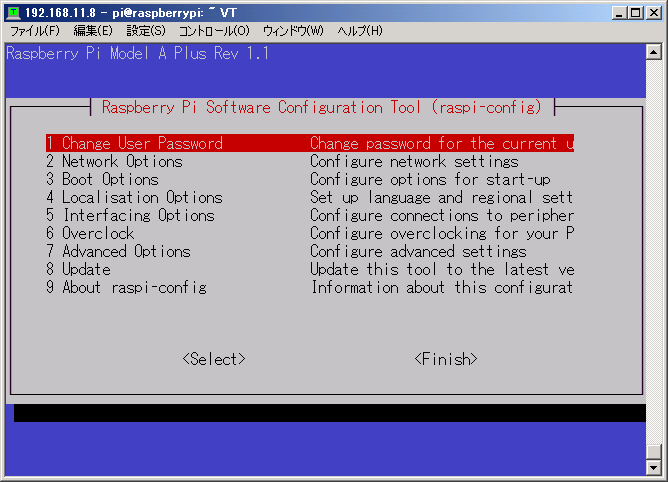 192.168.11.8 - pi@raspberrypi: ~ VT
ファイル(F) 編集(E) 設定(S) コントロール(O) ウィンドウ(W) ヘルプ(H)
Raspberry Pi Model A Plus Rev 1.1
Raspberry Pi Software Configuration Tool (raspi-config)
1 Change User Password Change password for the current u
2 Network Options Configure network settings
3 Boot Options Configure options for start-up
4 Localisation Options Set up language and regional sett
5 Interfacing Options Configure connections to peripher
6 Overclock Configure overclocking for your P
7 Advanced Options Configure advanced settings
8 Update Update this tool to the latest ve
9 About raspi-config Information about this configurat
<Select> <Finish>